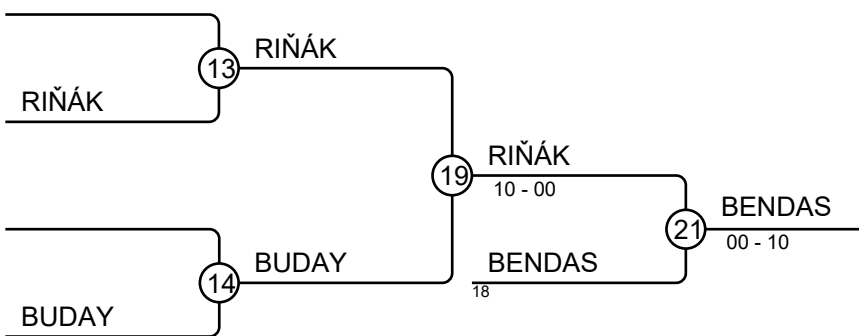 RIŇÁK
13
RIŇÁK
19
RIŇÁK
10 - 00
21
BENDAS
00 - 10
BENDAS
18
14
BUDAY
BUDAY